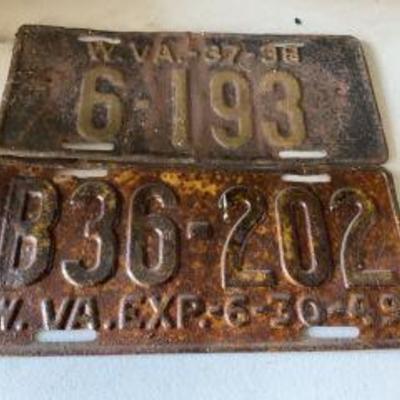 W. VA.-37-38
6-193
B36-202
W. VA. EXP.-6-30-49